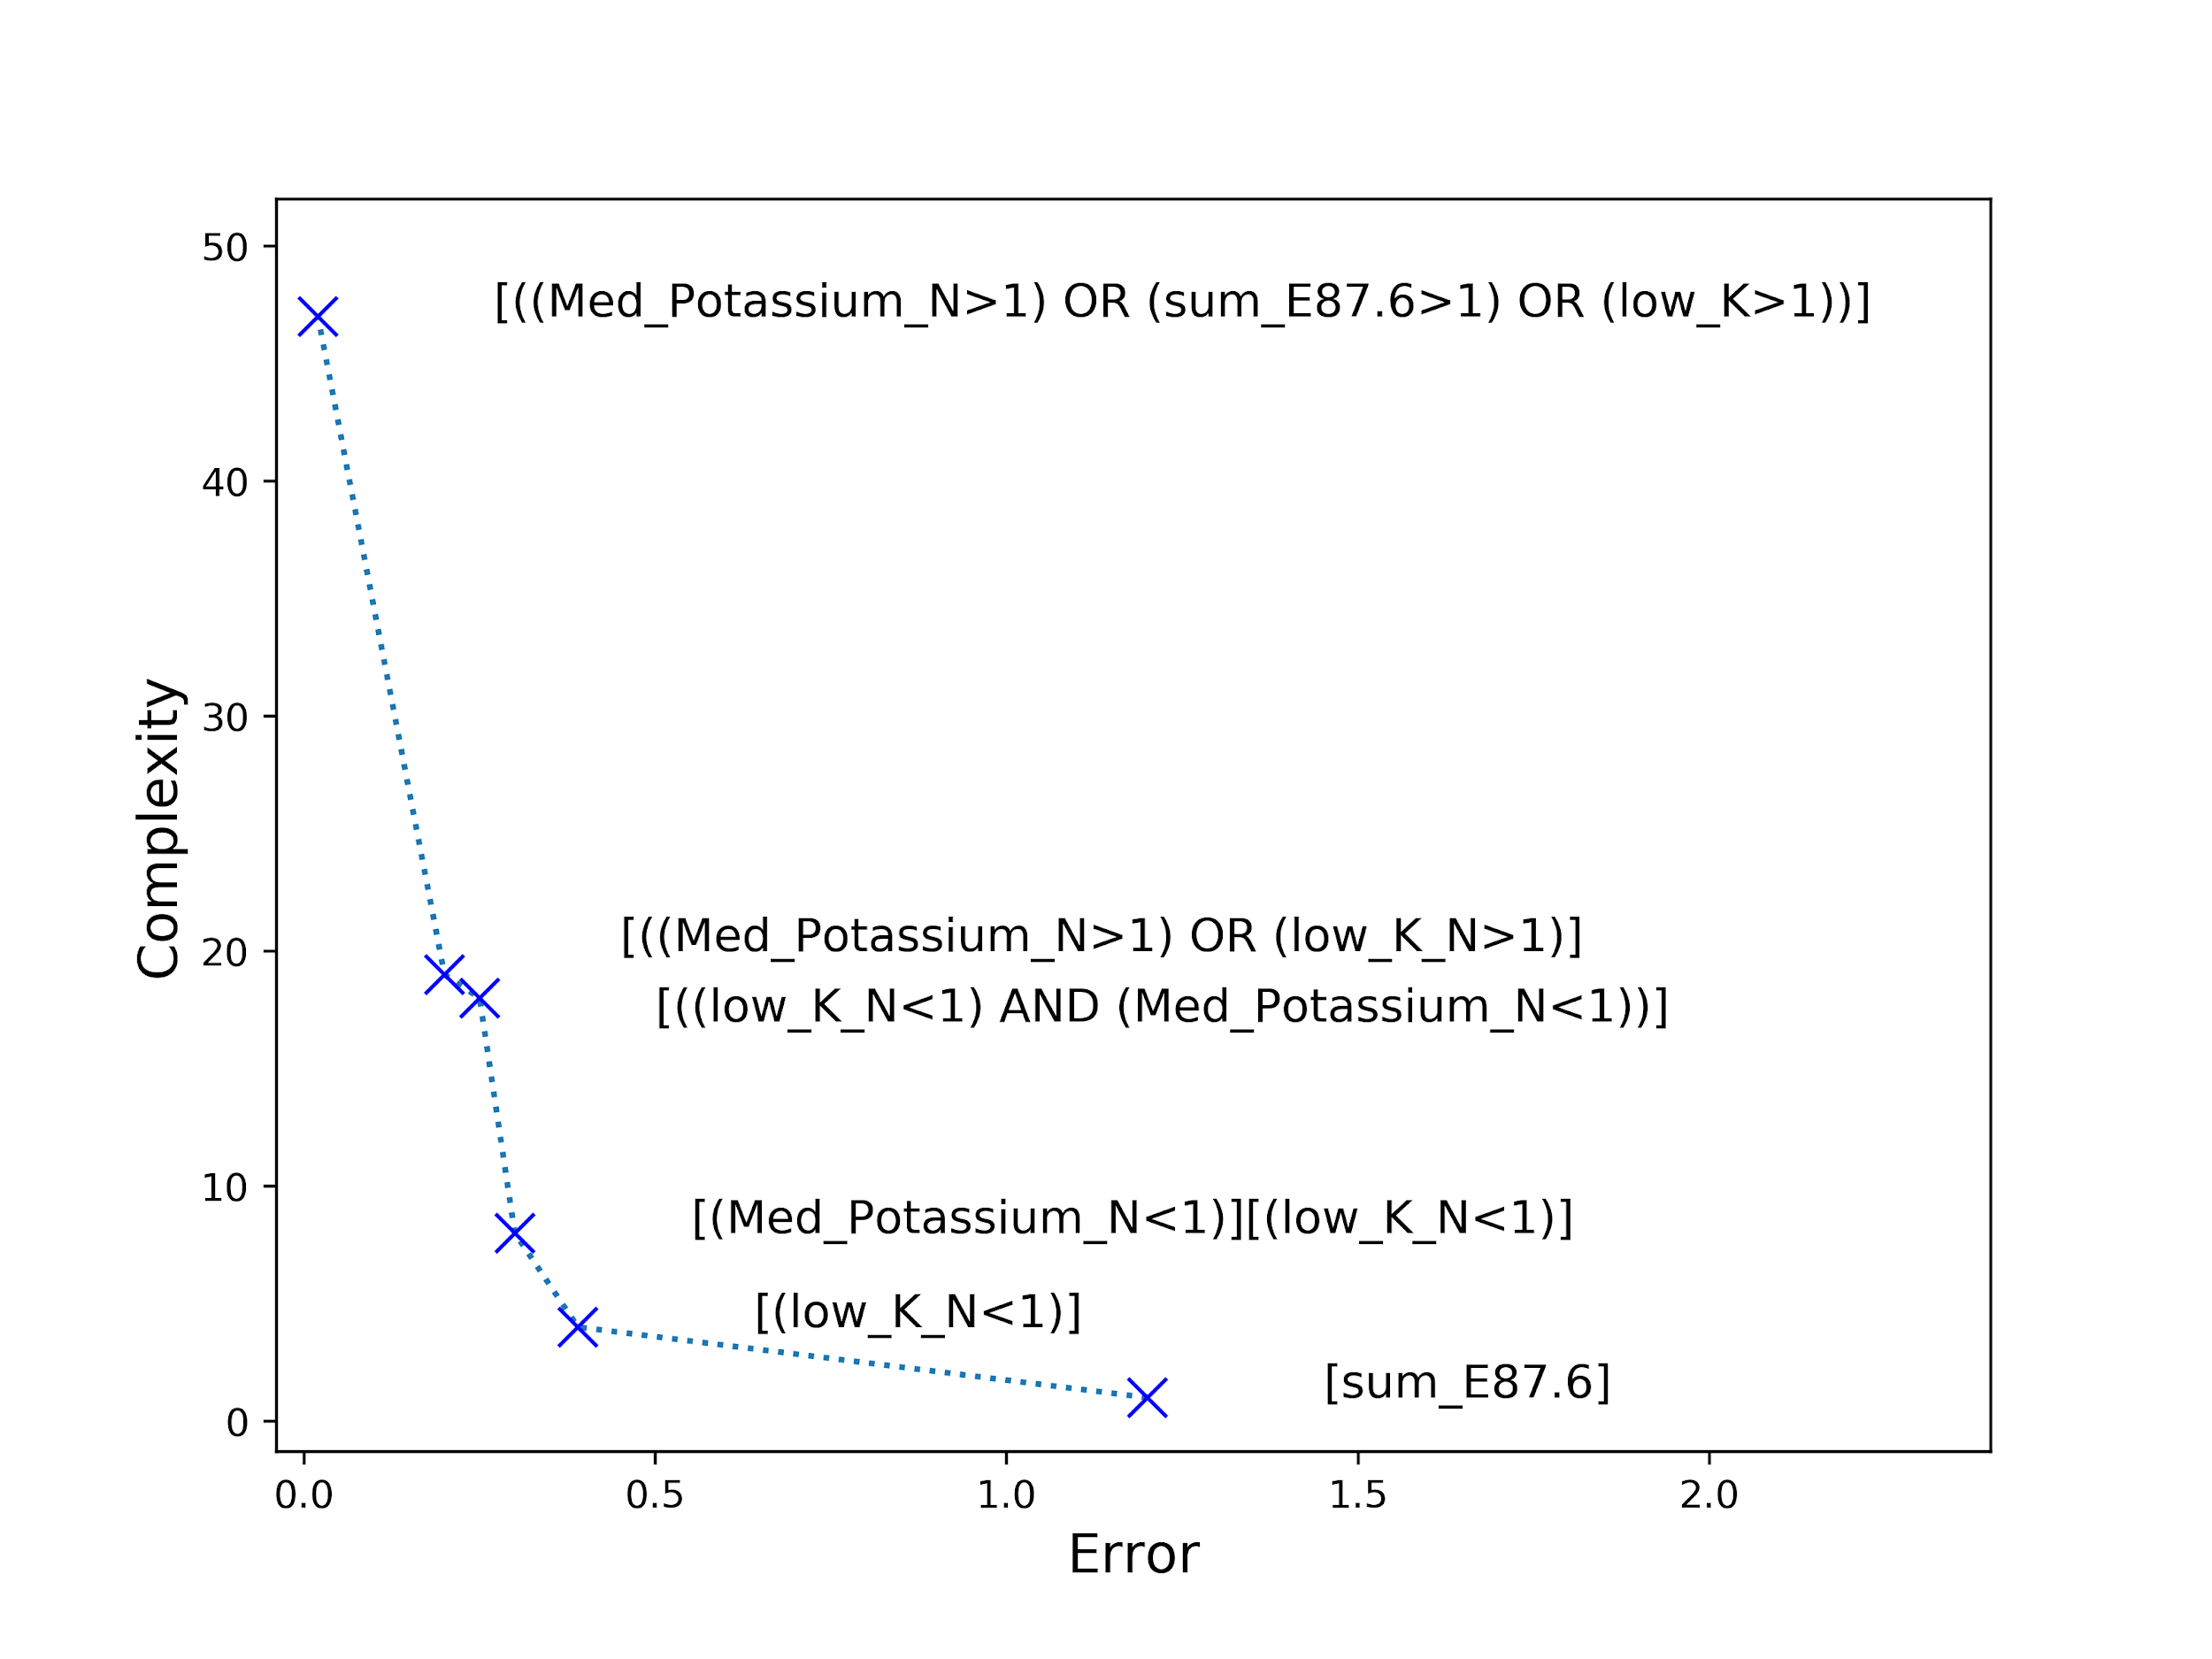 50
[((Med_Potassium_N>1) OR (sum_E87.6>1) OR (low_K>1))]
40
30
Complexity
20
[((Med_Potassium_N>1) OR (low_K_N>1)]
[((low_K_N<1) AND (Med_Potassium_N<1))]
10
[(Med_Potassium_N<1)][(low_K_N<1)]
[(low_K_N<1)]
[sum_E87.6]
0
0.0 0.5 1.0 1.5 2.0
Error